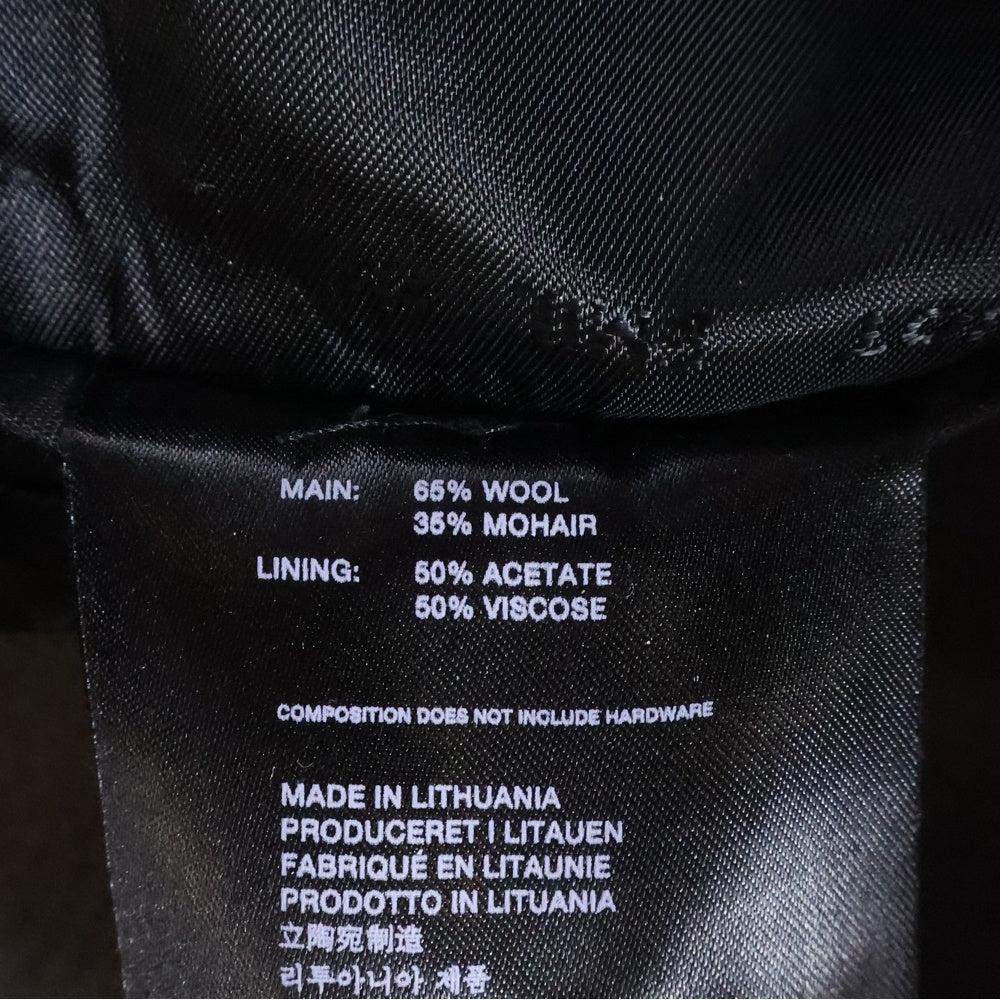 MAIN: 65% WOOL
35% MOHAIR
LINING: 50% ACETATE
50% VISCOSE
COMPOSITION DOES NOT INCLUDE HARDWARE
MADE IN LITHUANIA
PRODUCERET I LITAUEN
FABRIQUÉ EN LITAUNIE
PRODOTTO IN LITUANIA
立陶宛制造
리투아니아 제품